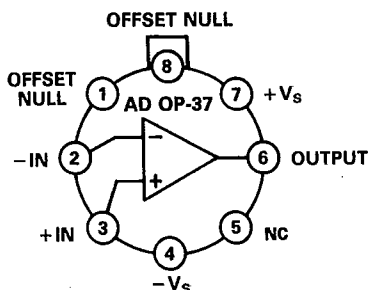 OFFSET NULL
8
OFFSET
NULL
1
7
+Vs
AD OP-37
−IN
2
−
6
OUTPUT
+
+IN
3
5
NC
4
−Vs